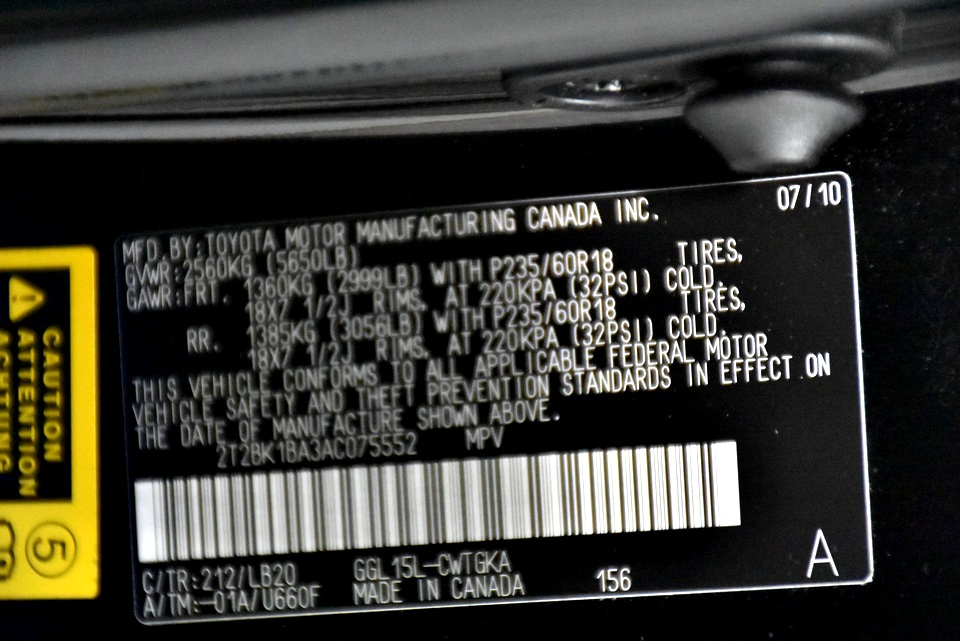 07/10
MFD.BY:TOYOTA MOTOR MANUFACTURING CANADA INC.
GVWR:2560KG (5650LB)
GAWR:FRT. 1360KG (2999LB) WITH P235/60R18 TIRES,
18X7 1/2J RIMS, AT 220KPA (32PSI) COLD.
RR. 1385KG (3056LB) WITH P235/60R18 TIRES,
18X7 1/2J RIMS, AT 220KPA (32PSI) COLD.
THIS VEHICLE CONFORMS TO ALL APPLICABLE FEDERAL MOTOR
VEHICLE SAFETY AND THEFT PREVENTION STANDARDS IN EFFECT ON
THE DATE OF MANUFACTURE SHOWN ABOVE.
2T2BK1BA3AC075552 MPV
C/TR:212/LB20 GGL15L-CWTGKA
A/TM:-01A/U660F MADE IN CANADA 156
A
CAUTION
ATTENTION
ACHTUNG
5